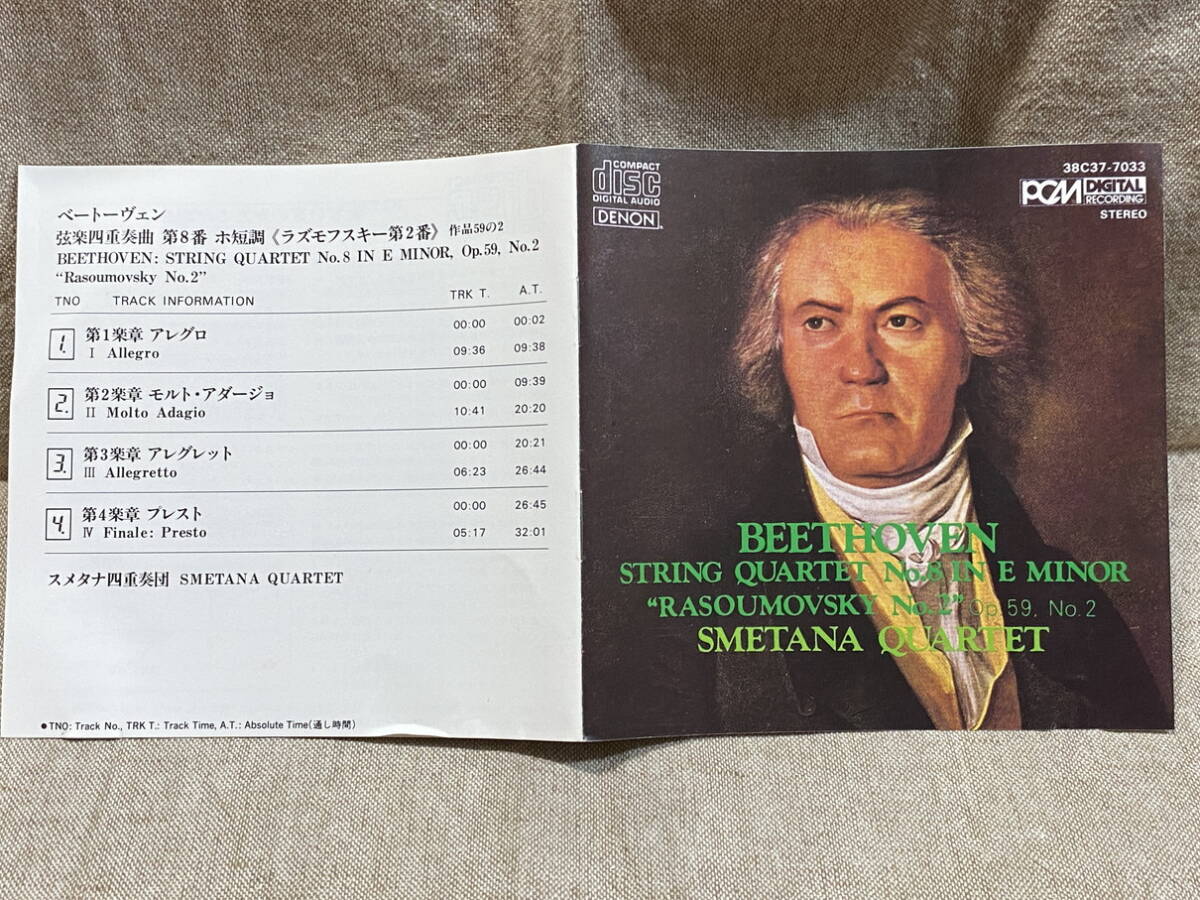 ベートーヴェン
弦楽四重奏曲 第8番 ホ短調《ラズモフスキー第2番》 作品59の2
BEETHOVEN: STRING QUARTET No. 8 IN E MINOR, Op. 59, No. 2
“Rasoumovsky No. 2”
TNO TRACK INFORMATION TRK T. A.T.
1. 第1楽章 アレグロ 00:00 00:02
I Allegro 09:36 09:38
2. 第2楽章 モルト・アダージョ 00:00 09:39
II Molto Adagio 10:41 20:20
3. 第3楽章 アレグレット 00:00 20:21
III Allegretto 06:23 26:44
4. 第4楽章 プレスト 00:00 26:45
IV Finale: Presto 05:17 32:01
スメタナ四重奏団 SMETANA QUARTET
●TNO: Track No., TRK T.: Track Time, A.T.: Absolute Time(通し時間)
COMPACT
disc
DIGITAL AUDIO
DENON
38C37-7033
PCM DIGITAL
RECORDING
STEREO
BEETHOVEN
STRING QUARTET No. 8 IN E MINOR
“RASOUMOVSKY No. 2” Op. 59, No. 2
SMETANA QUARTET